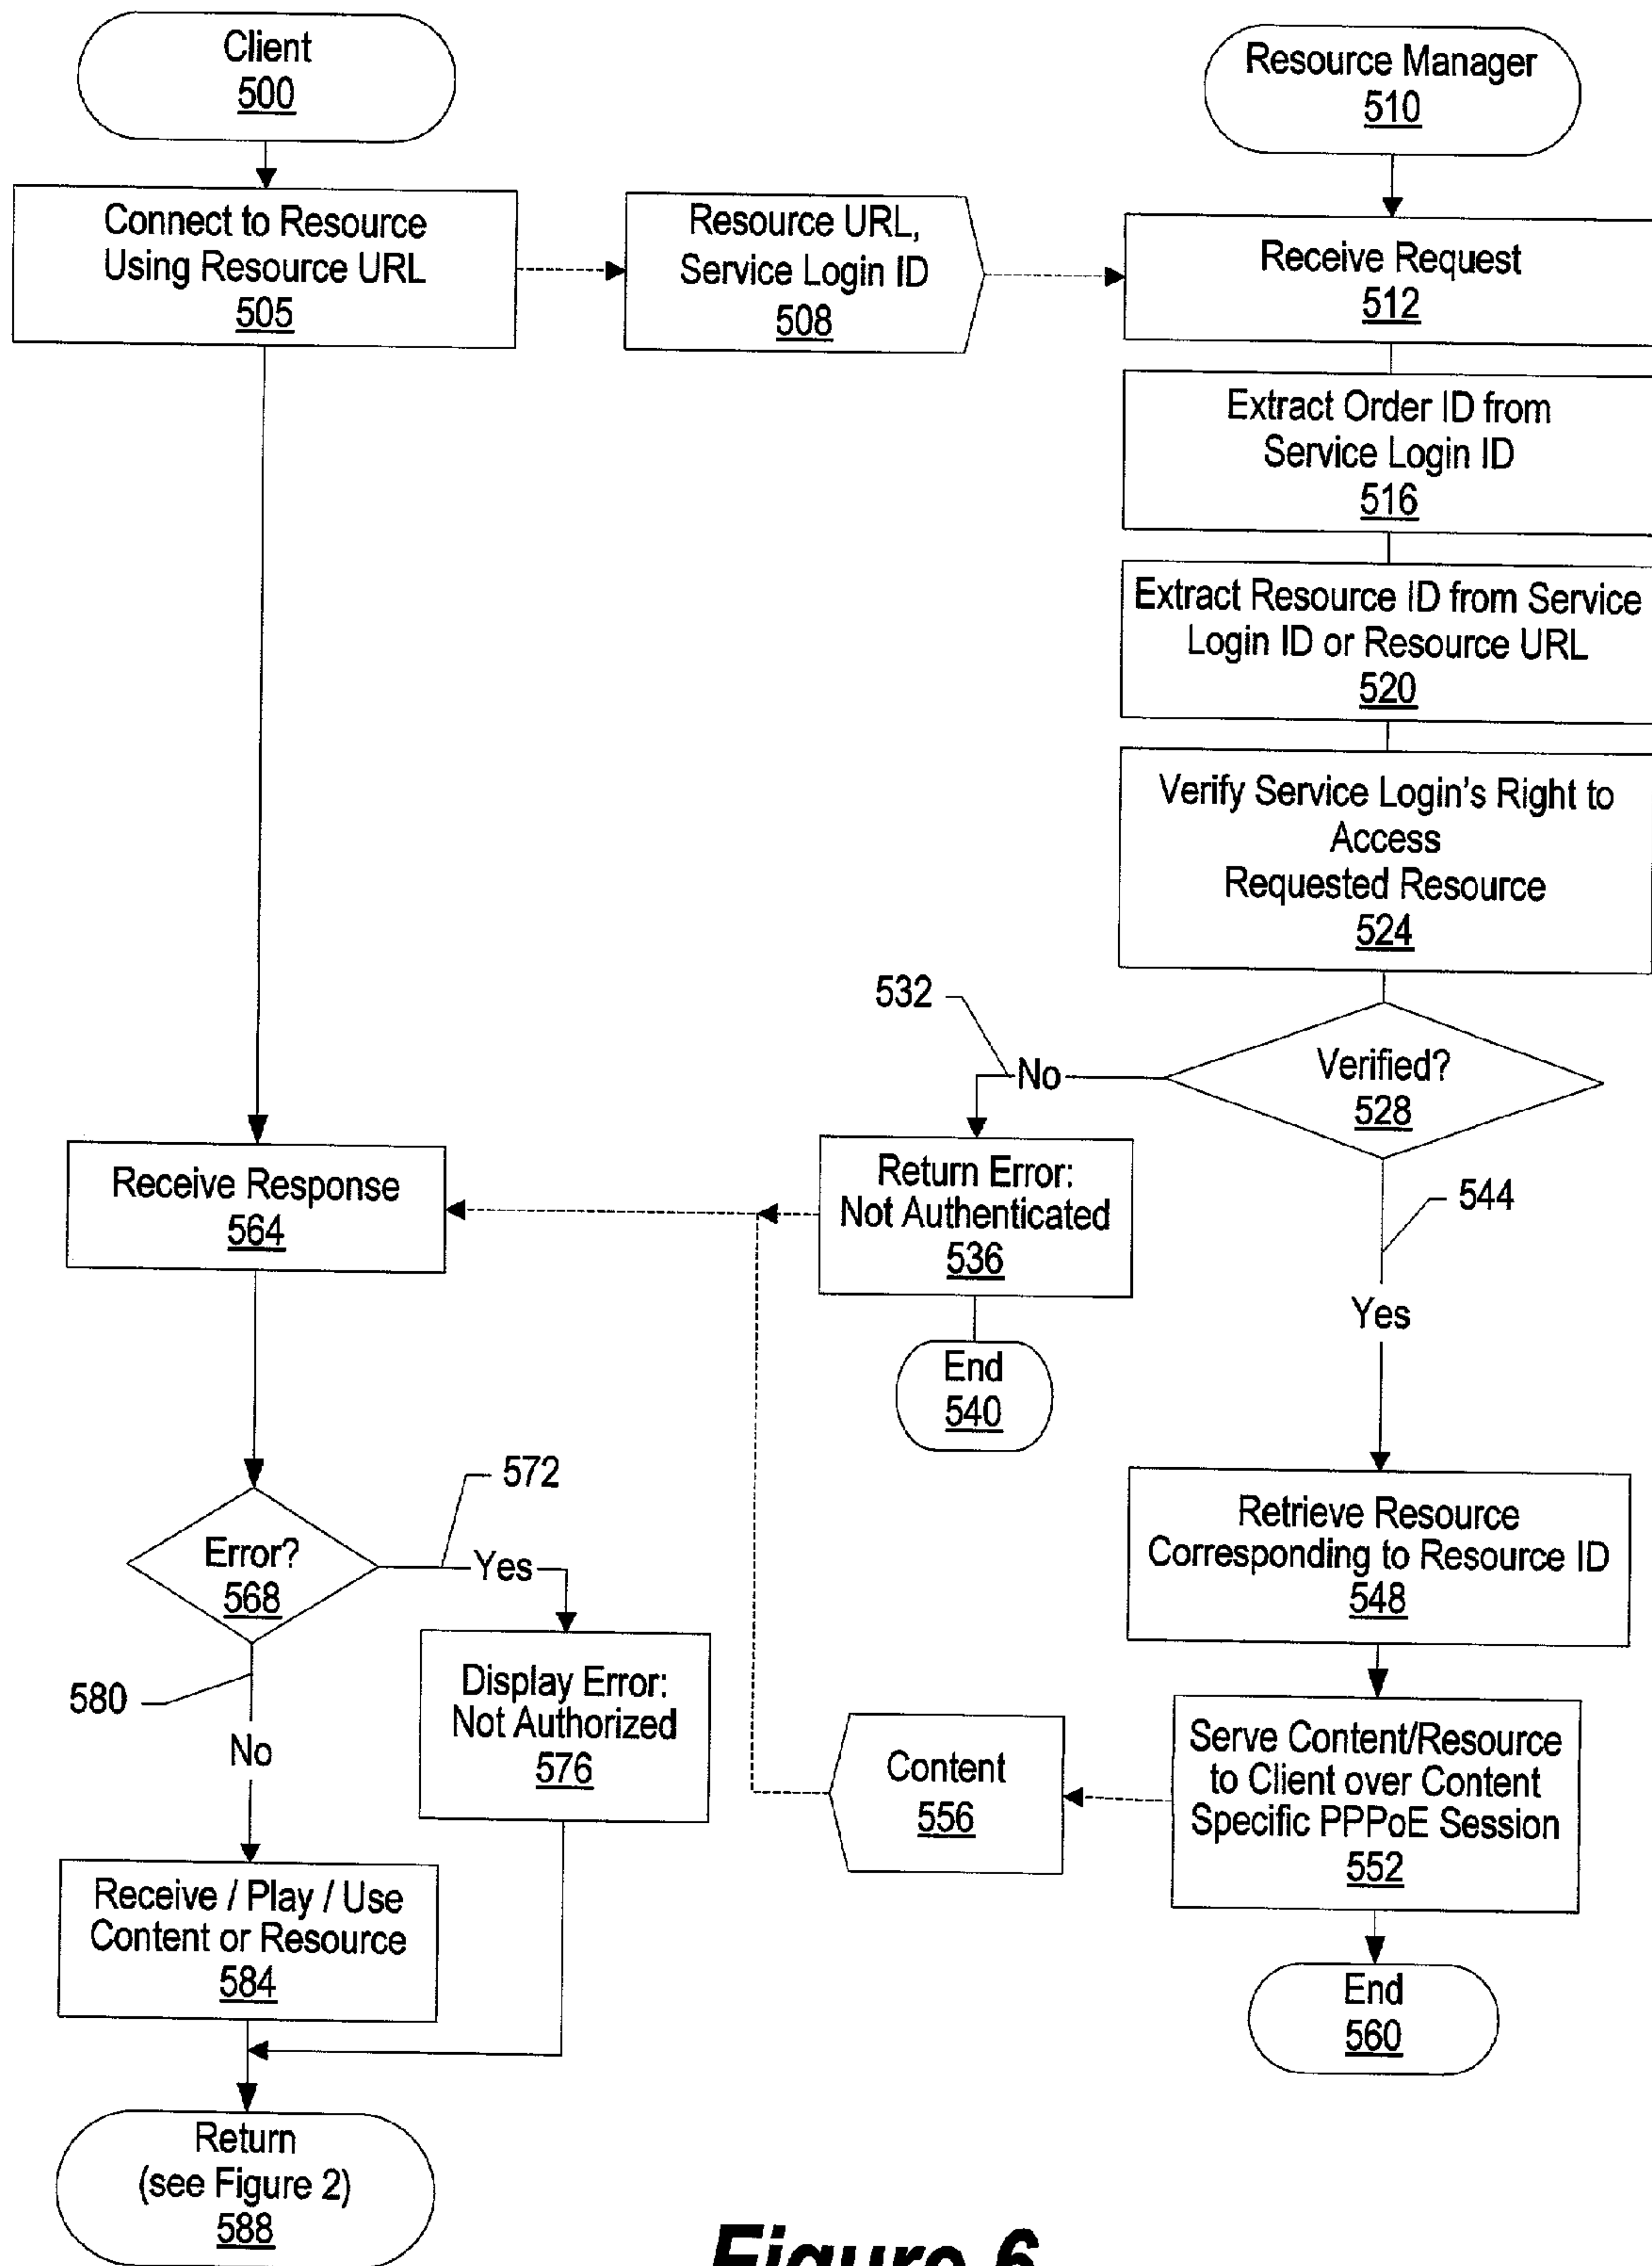 Client
500
Resource Manager
510
Connect to Resource
Using Resource URL
505
Resource URL,
Service Login ID
508
Receive Request
512
Extract Order ID from
Service Login ID
516
Extract Resource ID from Service
Login ID or Resource URL
520
Verify Service Login's Right to
Access
Requested Resource
524
532
No
Verified?
528
544
Yes
Receive Response
564
Return Error:
Not Authenticated
536
End
540
572
Error?
568
Yes
580
No
Display Error:
Not Authorized
576
Retrieve Resource
Corresponding to Resource ID
548
Content
556
Serve Content/Resource
to Client over Content
Specific PPPoE Session
552
Receive / Play / Use
Content or Resource
584
End
560
Return
(see Figure 2)
588
Figure 6